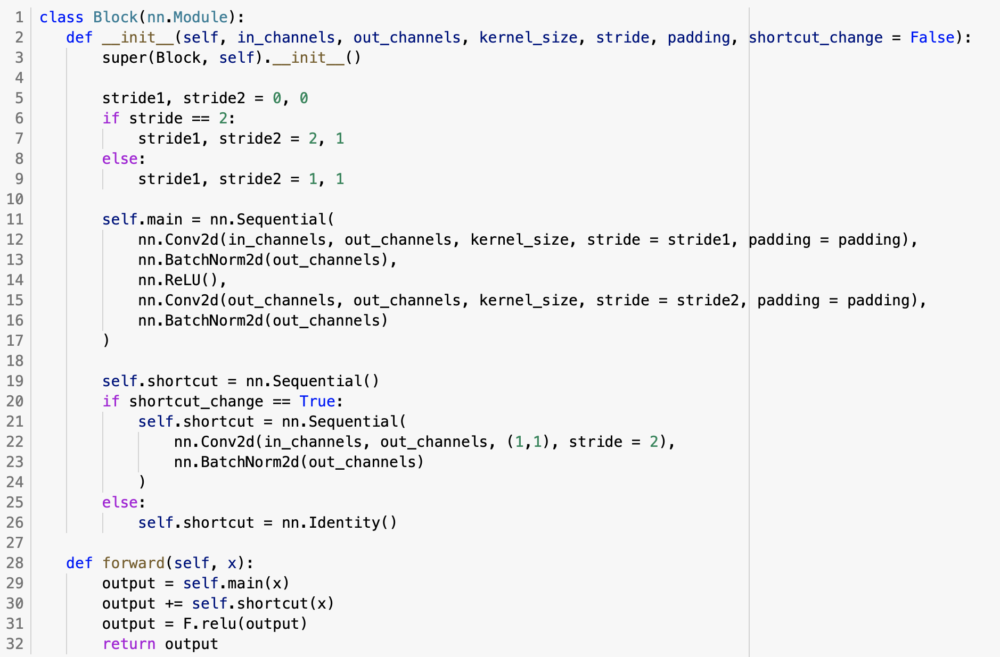 1 class Block(nn.Module):
2 def __init__(self, in_channels, out_channels, kernel_size, stride, padding, shortcut_change = False):
3 super(Block, self).__init__()
4
5 stride1, stride2 = 0, 0
6 if stride == 2:
7 stride1, stride2 = 2, 1
8 else:
9 stride1, stride2 = 1, 1
10
11 self.main = nn.Sequential(
12 nn.Conv2d(in_channels, out_channels, kernel_size, stride = stride1, padding = padding),
13 nn.BatchNorm2d(out_channels),
14 nn.ReLU(),
15 nn.Conv2d(out_channels, out_channels, kernel_size, stride = stride2, padding = padding),
16 nn.BatchNorm2d(out_channels)
17 )
18
19 self.shortcut = nn.Sequential()
20 if shortcut_change == True:
21 self.shortcut = nn.Sequential(
22 nn.Conv2d(in_channels, out_channels, (1,1), stride = 2),
23 nn.BatchNorm2d(out_channels)
24 )
25 else:
26 self.shortcut = nn.Identity()
27
28 def forward(self, x):
29 output = self.main(x)
30 output += self.shortcut(x)
31 output = F.relu(output)
32 return output